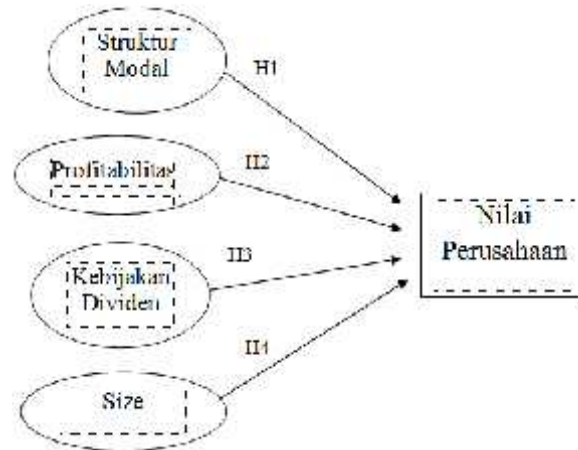 Struktur
Modal
H1
Profitabilitas
H2
Nilai
Perusahaan
H3
Kebijakan
Dividen
H4
Size